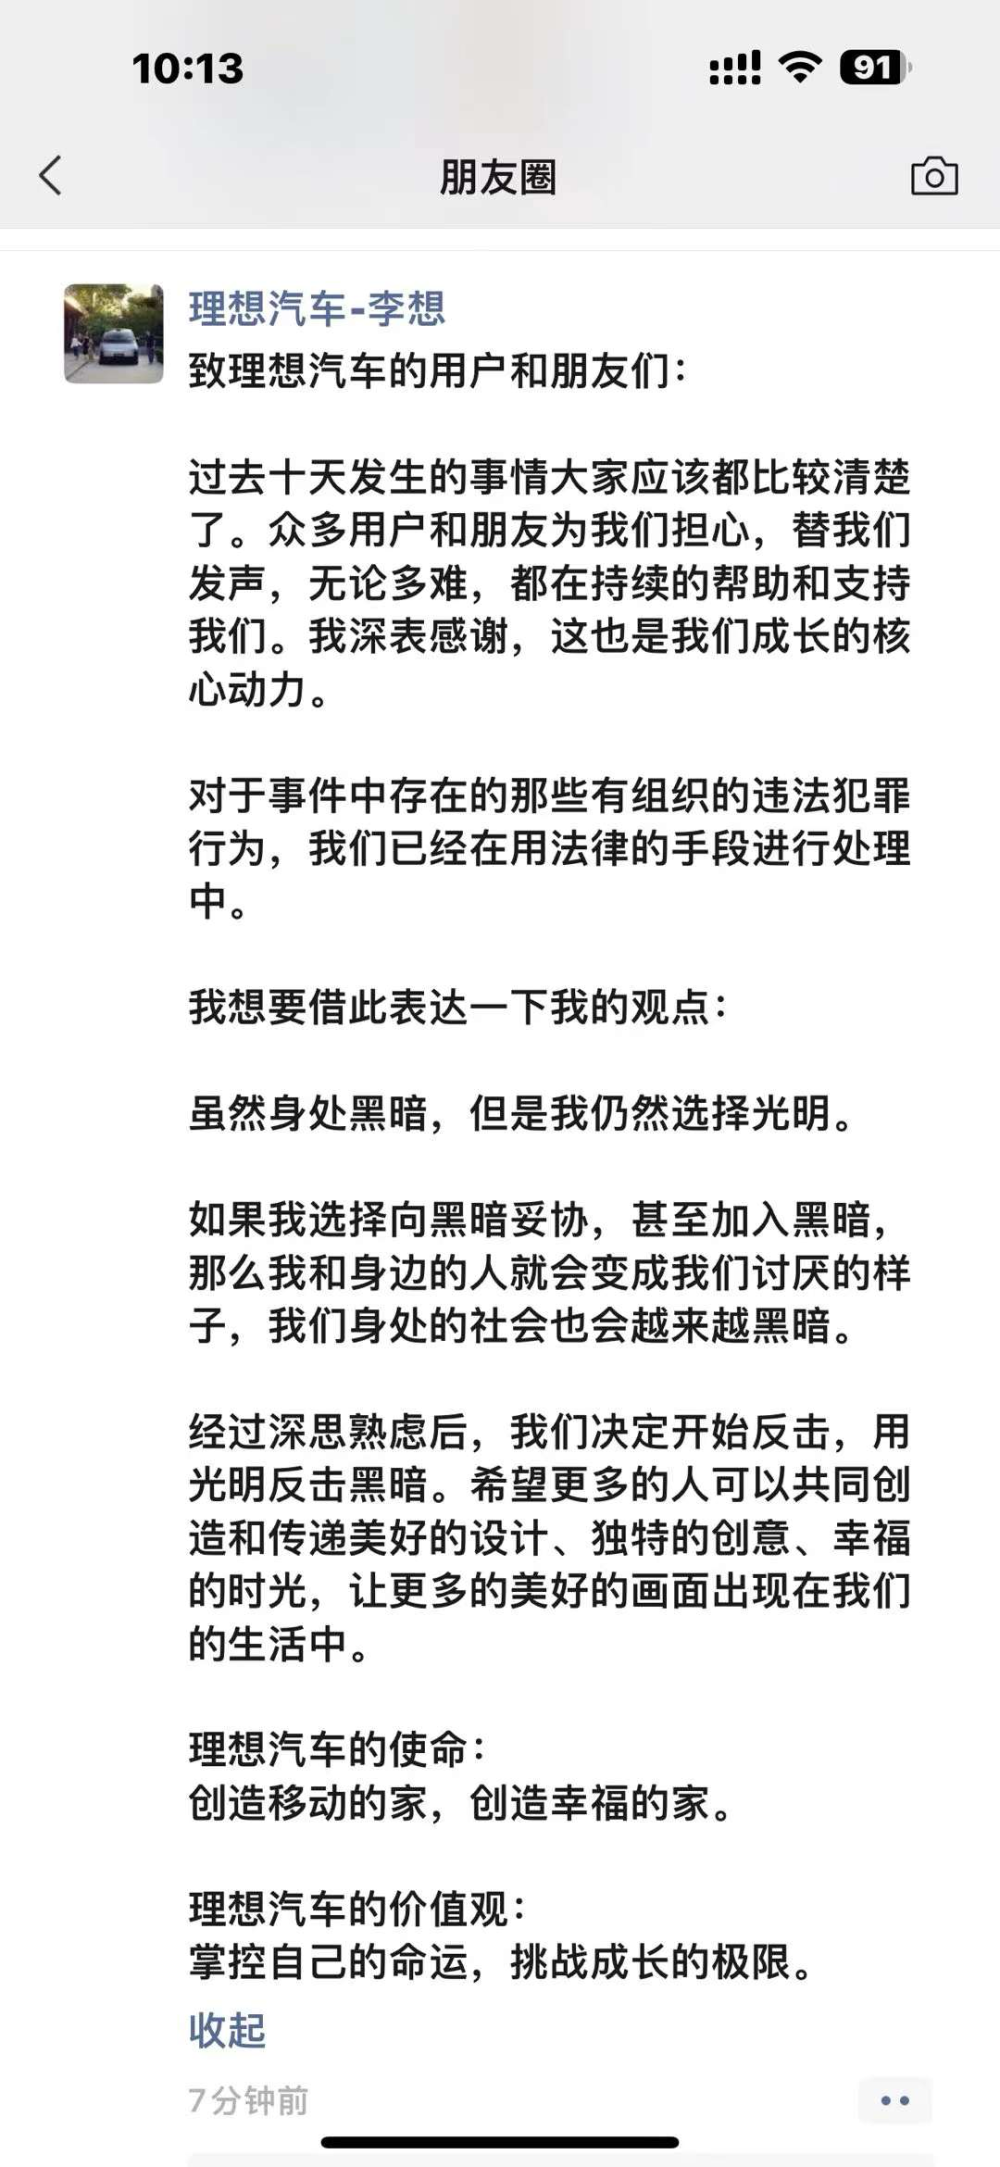 10:13
91
朋友圈
理想汽车-李想
致理想汽车的用户和朋友们：
过去十天发生的事情大家应该都比较清楚
了。众多用户和朋友为我们担心，替我们
发声，无论多难，都在持续的帮助和支持
我们。我深表感谢，这也是我们成长的核
心动力。
对于事件中存在的那些有组织的违法犯罪
行为，我们已经在用法律的手段进行处理
中。
我想要借此表达一下我的观点：
虽然身处黑暗，但是我仍然选择光明。
如果我选择向黑暗妥协，甚至加入黑暗，
那么我和身边的人就会变成我们讨厌的样
子，我们身处的社会也会越来越黑暗。
经过深思熟虑后，我们决定开始反击，用
光明反击黑暗。希望更多的人可以共同创
造和传递美好的设计、独特的创意、幸福
的时光，让更多的美好的画面出现在我们
的生活中。
理想汽车的使命：
创造移动的家，创造幸福的家。
理想汽车的价值观：
掌控自己的命运，挑战成长的极限。
收起
7分钟前